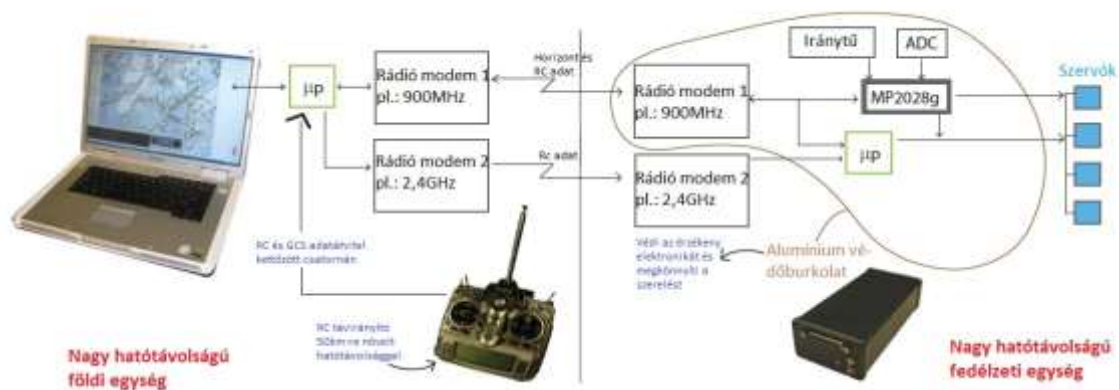 Iránytű
ADC
Szervók
MP2028g
μp
Rádió modem 1
pl.: 900MHz
Horizont és
RC adat
Rádió modem 1
pl.: 900MHz
Rádió modem 2
pl.: 2,4GHz
Rc adat
μp
Rádió modem 2
pl.: 2,4GHz
RC és GCS adatátvitel
kettőzött csatornán
Védi az érzékeny
elektronikát és
megkönnyíti a
szerelést
Alumínium vé-
dőburkolat
RC távirányító
50km-re növelt
hatótávolsággal
Nagy hatótávolságú
földi egység
Nagy hatótávolságú
fedélzeti egység